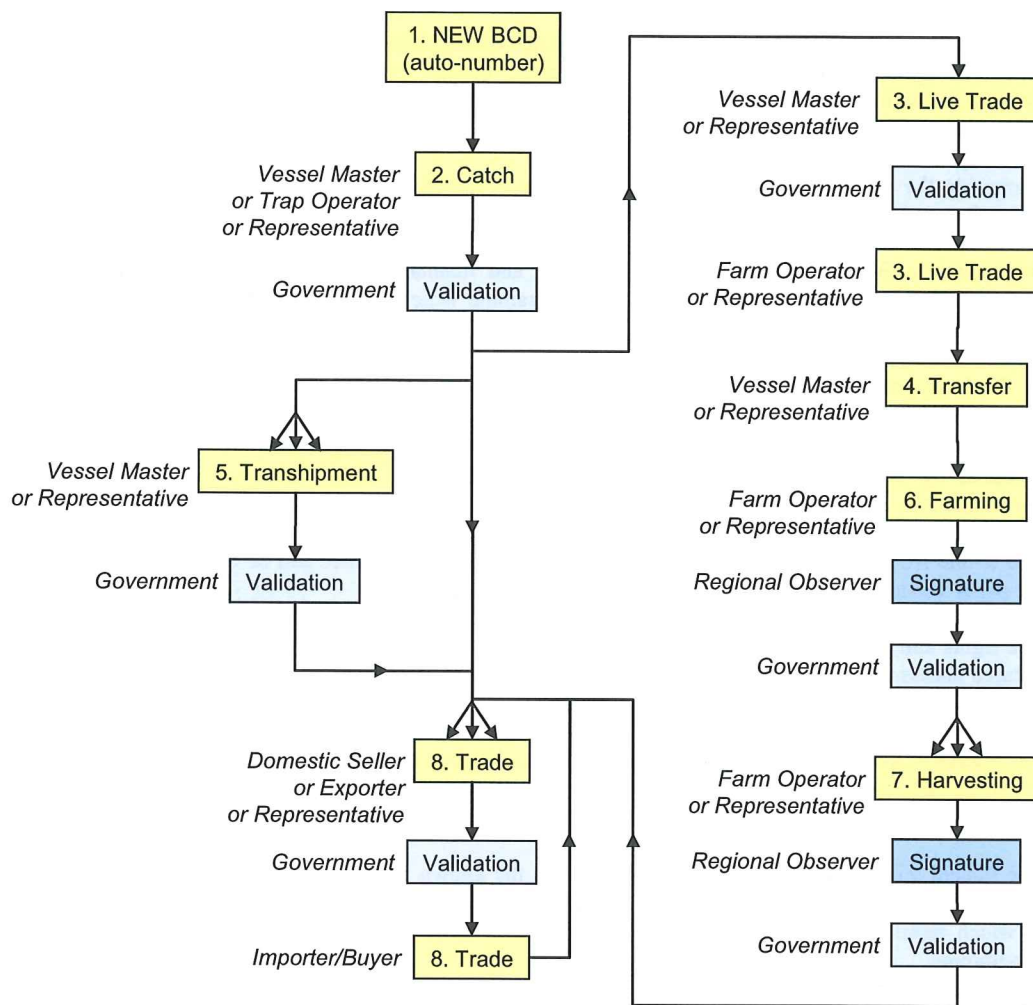 1. NEW BCD
(auto-number)
Vessel Master
or Trap Operator
or Representative
2. Catch
Government
Validation
Vessel Master
or Representative
5. Transhipment
Government
Validation
Domestic Seller
or Exporter
or Representative
8. Trade
Government
Validation
Importer/Buyer
8. Trade
Vessel Master
or Representative
3. Live Trade
Government
Validation
Farm Operator
or Representative
3. Live Trade
Vessel Master
or Representative
4. Transfer
Farm Operator
or Representative
6. Farming
Regional Observer
Signature
Government
Validation
Farm Operator
or Representative
7. Harvesting
Regional Observer
Signature
Government
Validation